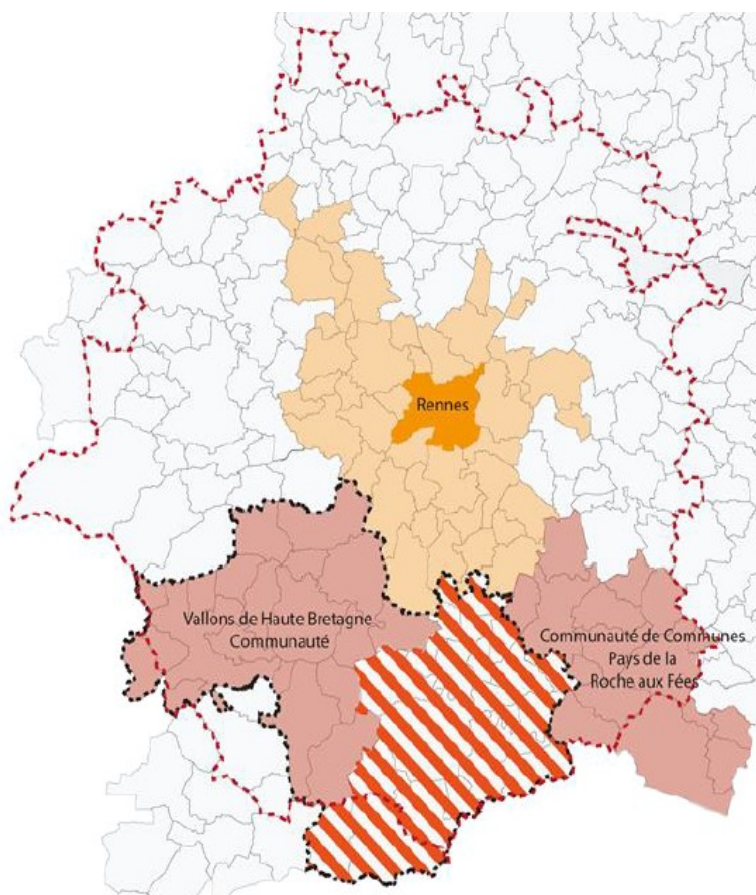 Rennes
Vallons de Haute Bretagne
Communauté
Communauté de Communes
Pays de la
Roche aux Fées